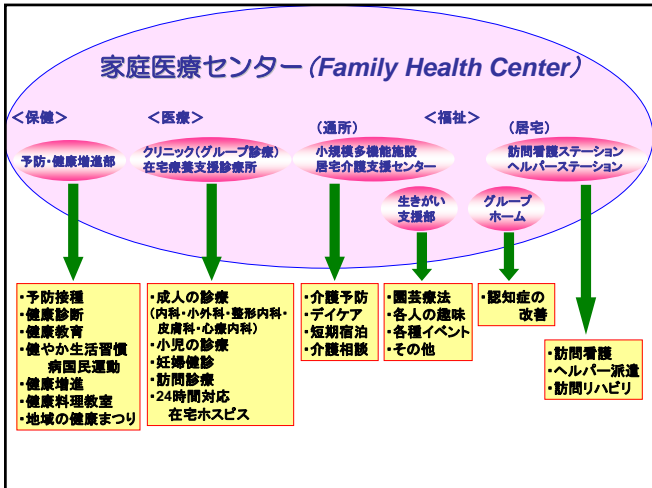 家庭医療センター(Family Health Center)
＜保健＞
＜医療＞
(通所)
＜福祉＞
(居宅)
予防・健康増進部
クリニック(グループ診療)
在宅療養支援診療所
小規模多機能施設
居宅介護支援センター
訪問看護ステーション
ヘルパーステーション
生きがい
支援部
グループ
ホーム
・予防接種
・健康診断
・健康教育
・健やか生活習慣
病国民運動
・健康増進
・健康料理教室
・地域の健康まつり
・成人の診療
(内科・小外科・整形内科・
皮膚科・心療内科)
・小児の診療
・妊婦健診
・訪問診療
・24時間対応
在宅ホスピス
・介護予防
・デイケア
・短期宿泊
・介護相談
・園芸療法
・各人の趣味
・各種イベント
・その他
・認知症の
改善
・訪問看護
・ヘルパー派遣
・訪問リハビリ